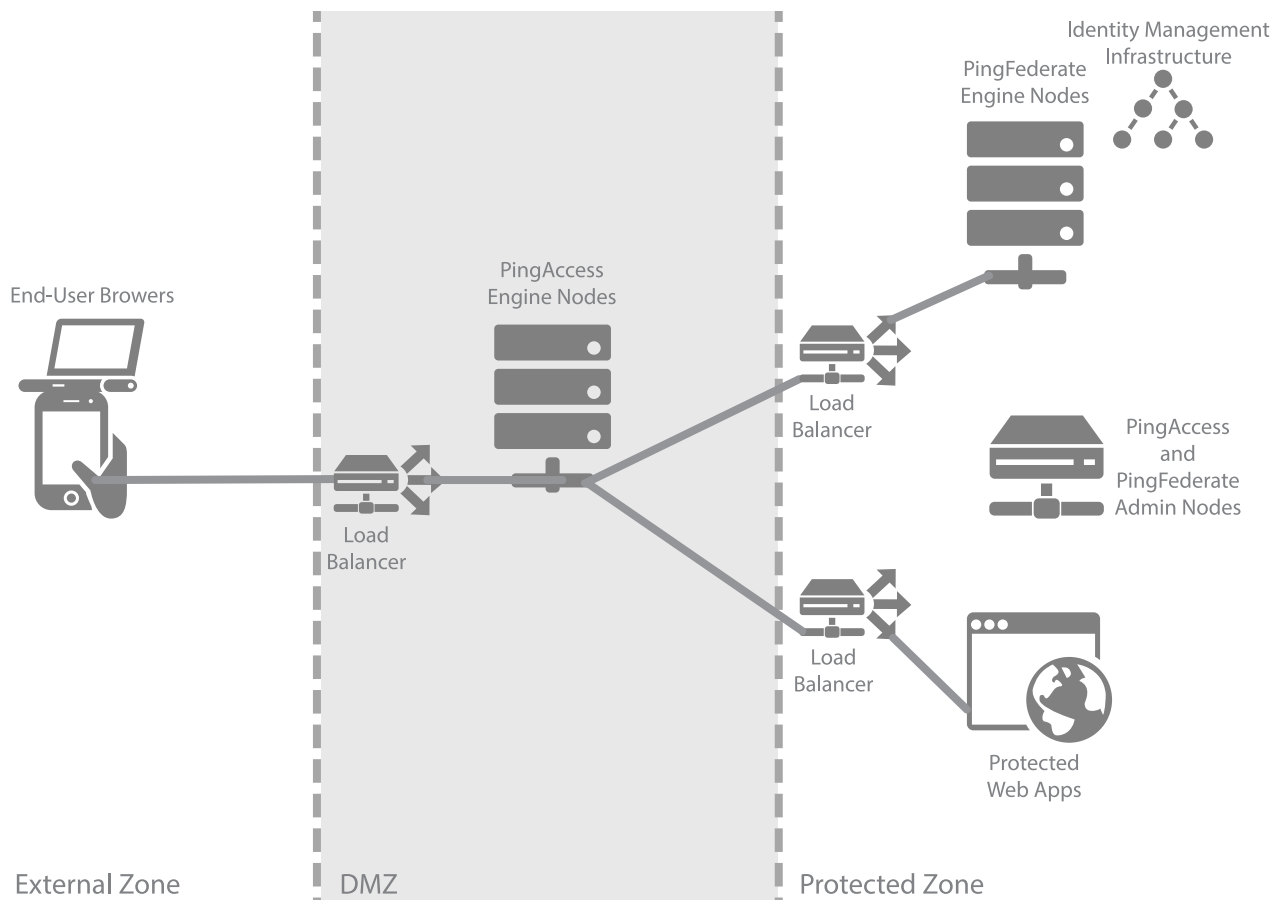 Identity Management
Infrastructure
PingFederate
Engine Nodes
PingAccess
Engine Nodes
End-User Browers
Load
Balancer
Load
Balancer
PingAccess
and
PingFederate
Admin Nodes
Load
Balancer
Protected
Web Apps
External Zone
DMZ
Protected Zone